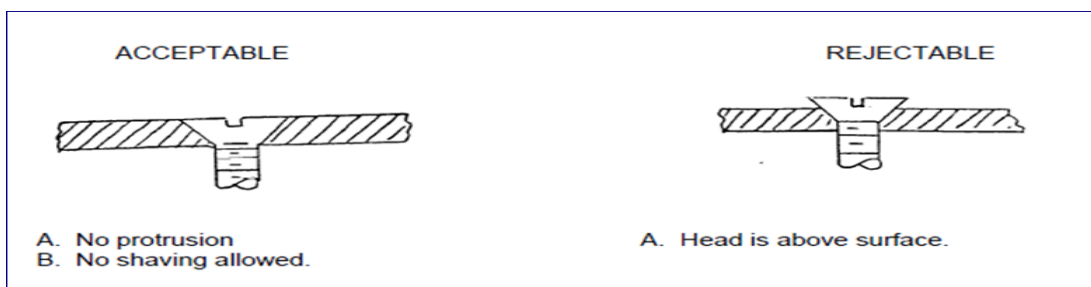 ACCEPTABLE
REJECTABLE
A. No protrusion
B. No shaving allowed.
A. Head is above surface.